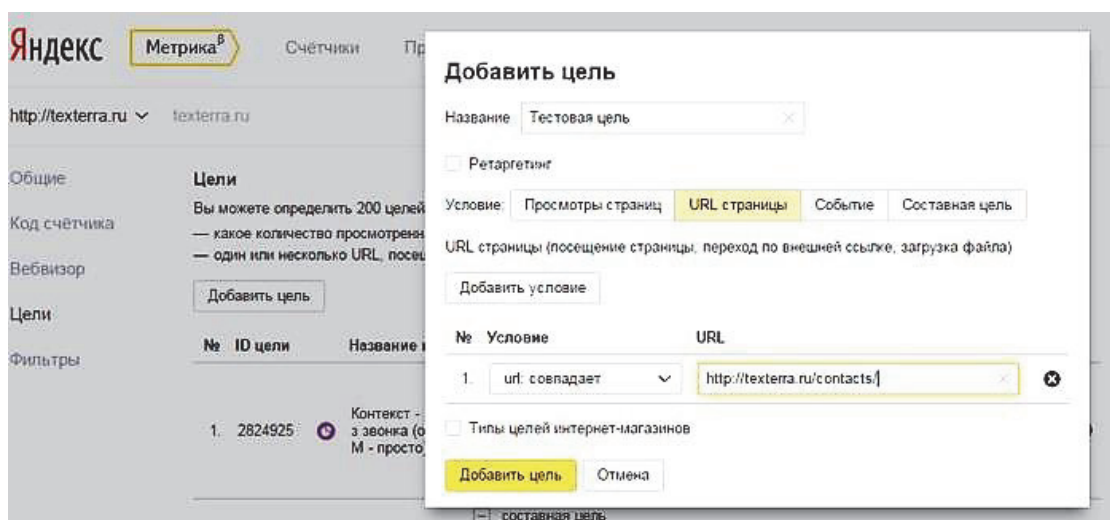 Яндекс Метрика β Счётчики Пр
http://texterra.ru texterra.ru
Общие
Код счётчика
Вебвизор
Цели
Фильтры
Цели
Вы можете определить 200 целей
— какое количество просмотренн
— один или несколько URL, посещ
Добавить цель
№ ID цели Название
1. 2824925 Контекст -
з звонка (о
М - просто)
составная цель
Добавить цель
Название Тестовая цель
Ретаргетинг
Условие: Просмотры страниц URL страницы Событие Составная цель
URL страницы (посещение страницы, переход по внешней ссылке, загрузка файла)
Добавить условие
№ Условие URL
1. url: совпадает http://texterra.ru/contacts/
Типы целей интернет-магазинов
Добавить цель Отмена